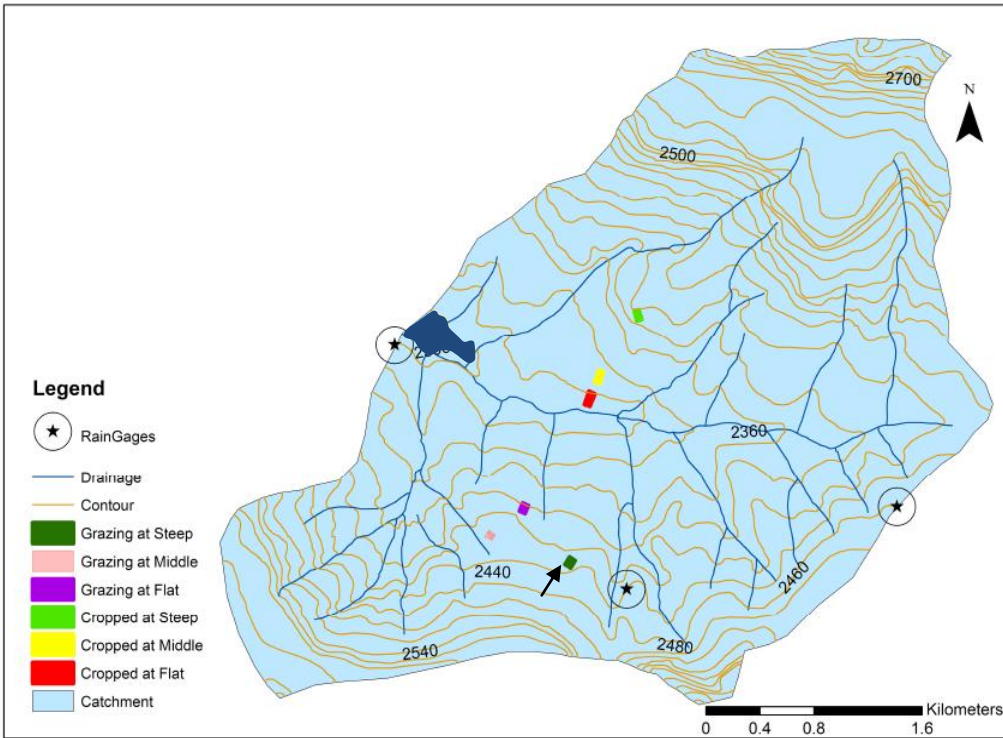 2700
N
2500
Legend
RainGages
Drainage
Contour
Grazing at Steep
Grazing at Middle
Grazing at Flat
Cropped at Steep
Cropped at Middle
Cropped at Flat
Catchment
2360
2440
2460
2540
2480
Kilometers
0 0.4 0.8 1.6